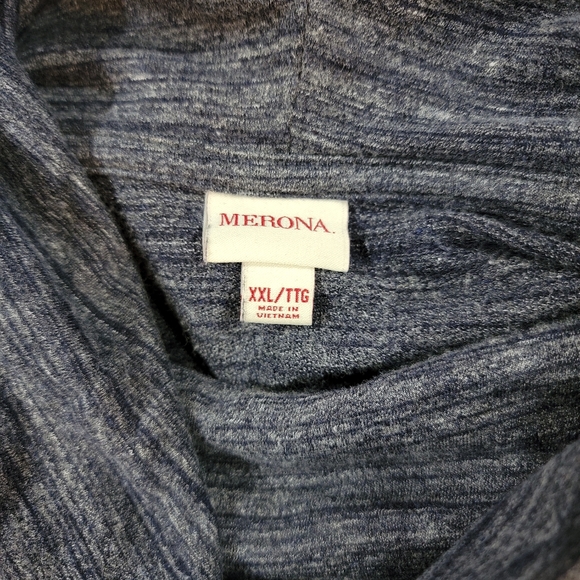 MERONA.
XXL/TTG
MADE IN
VIETNAM